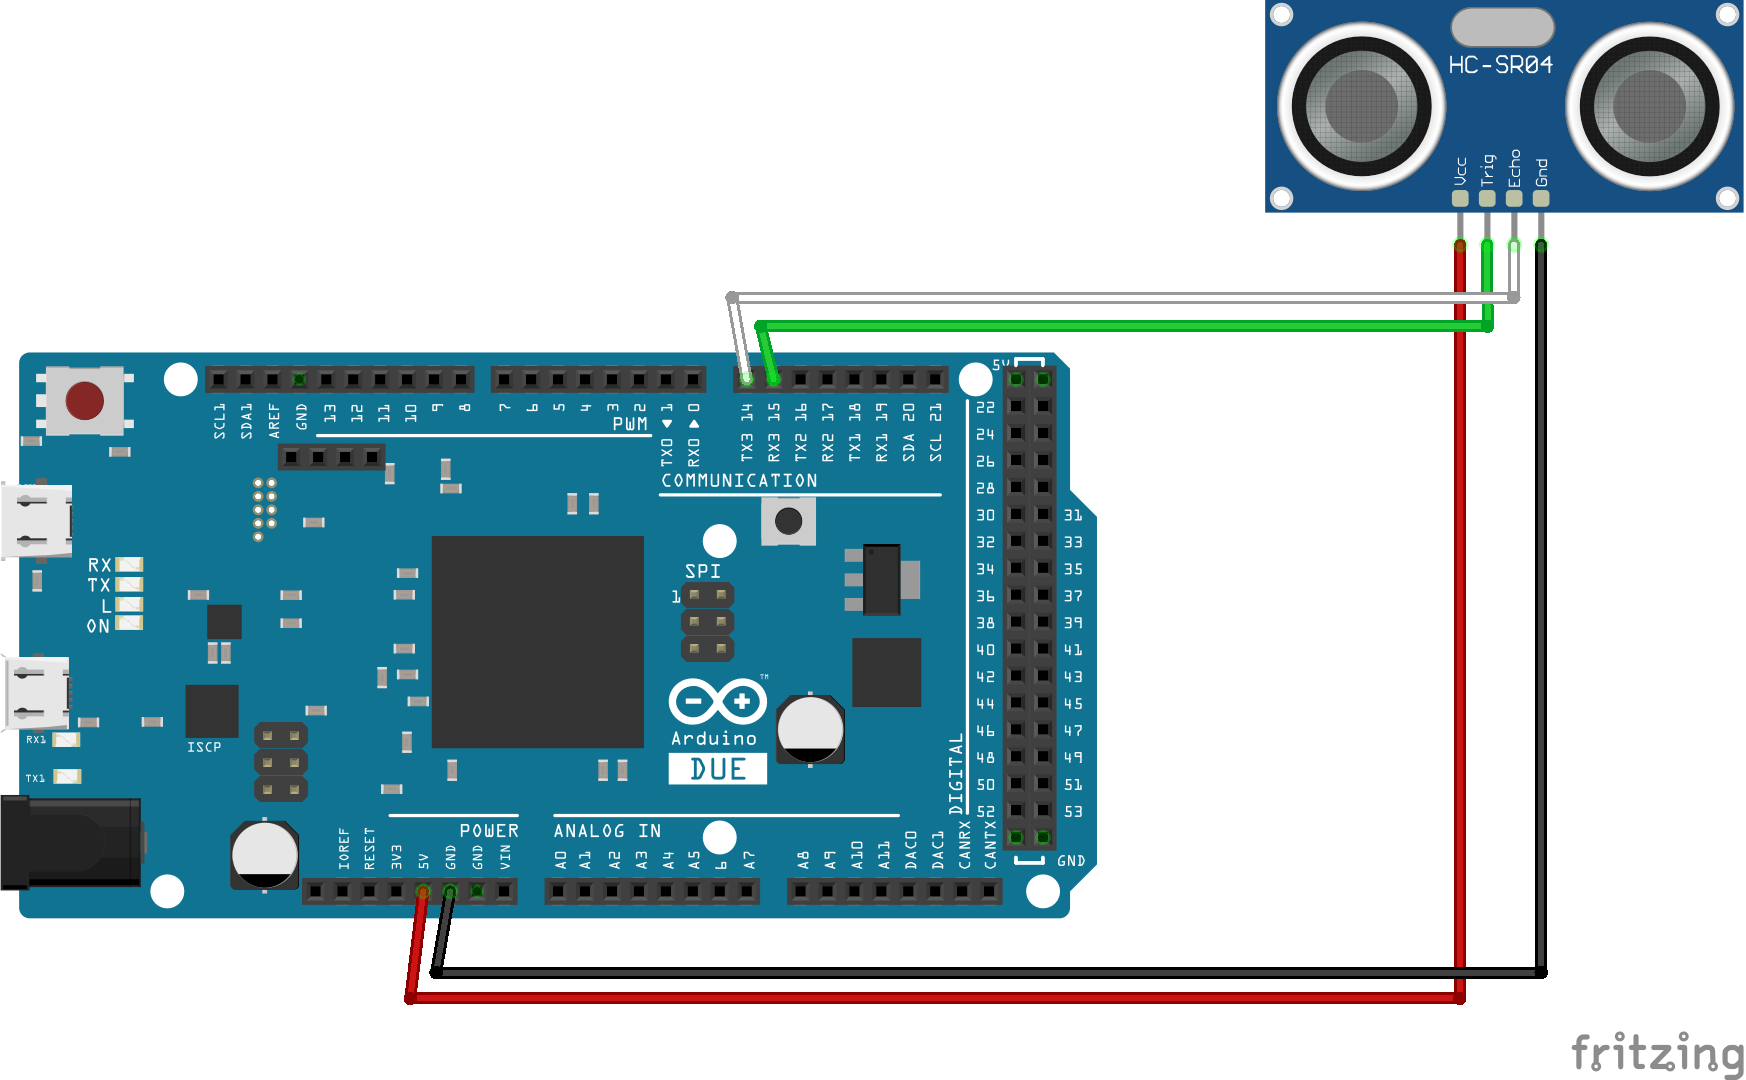 HC-SR04
Vcc
Trig
Echo
Gnd
5V
SCL1
SDA1
AREF
GND
13
12
11
10
9
8
7
6
5
4
3
2
TX0 1
RX0 0
PWM
TX3 14
RX3 15
TX2 16
RX2 17
TX1 18
RX1 19
SDA 20
SCL 21
COMMUNICATION
22
24
26
28
30 31
32 33
34 35
36 37
38 39
40 41
42 43
44 45
46 47
48 49
50 51
52 53
DIGITAL
GND
RX
TX
L
ON
SPI
1
TM
Arduino
DUE
RX1
ISCP
TX1
POWER
ANALOG IN
IOREF
RESET
3V3
5V
GND
GND
VIN
A0
A1
A2
A3
A4
A5
6
A7
A8
A9
A10
A11
DAC0
DAC1
CANRX
CANTX
fritzing